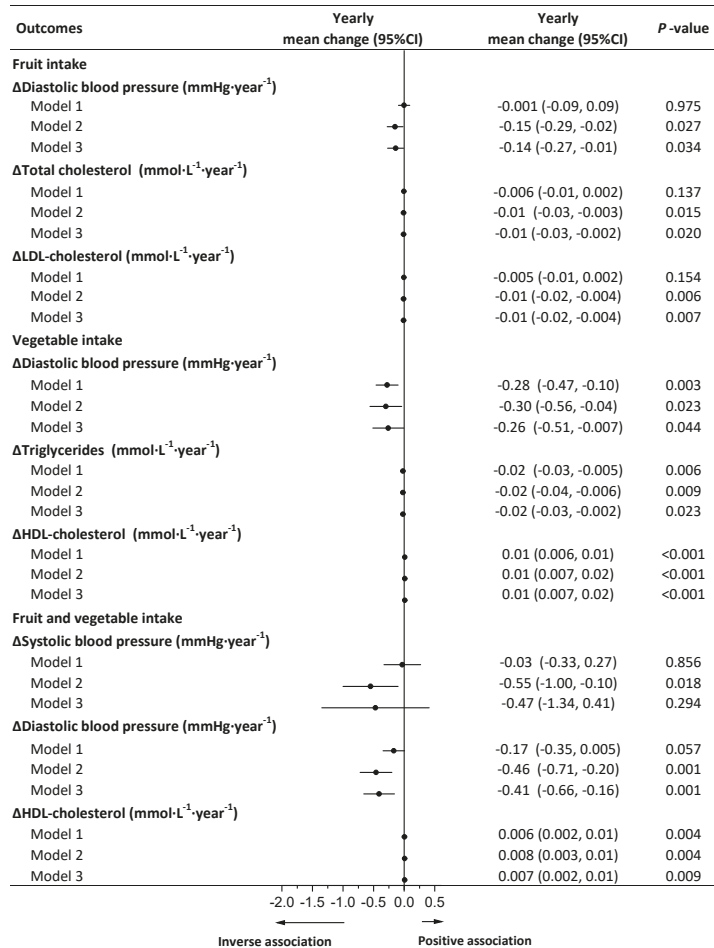 Outcomes Yearly mean change (95%CI) Yearly mean change (95%CI) P -value
Fruit intake
ΔDiastolic blood pressure (mmHg·year⁻¹)
Model 1 -0.001 (-0.09, 0.09) 0.975
Model 2 -0.15 (-0.29, -0.02) 0.027
Model 3 -0.14 (-0.27, -0.01) 0.034
ΔTotal cholesterol (mmol·L⁻¹·year⁻¹)
Model 1 -0.006 (-0.01, 0.002) 0.137
Model 2 -0.01 (-0.03, -0.003) 0.015
Model 3 -0.01 (-0.03, -0.002) 0.020
ΔLDL-cholesterol (mmol·L⁻¹·year⁻¹)
Model 1 -0.005 (-0.01, 0.002) 0.154
Model 2 -0.01 (-0.02, -0.004) 0.006
Model 3 -0.01 (-0.02, -0.004) 0.007
Vegetable intake
ΔDiastolic blood pressure (mmHg·year⁻¹)
Model 1 -0.28 (-0.47, -0.10) 0.003
Model 2 -0.30 (-0.56, -0.04) 0.023
Model 3 -0.26 (-0.51, -0.007) 0.044
ΔTriglycerides (mmol·L⁻¹·year⁻¹)
Model 1 -0.02 (-0.03, -0.005) 0.006
Model 2 -0.02 (-0.04, -0.006) 0.009
Model 3 -0.02 (-0.03, -0.002) 0.023
ΔHDL-cholesterol (mmol·L⁻¹·year⁻¹)
Model 1 0.01 (0.006, 0.01) <0.001
Model 2 0.01 (0.007, 0.02) <0.001
Model 3 0.01 (0.007, 0.02) <0.001
Fruit and vegetable intake
ΔSystolic blood pressure (mmHg·year⁻¹)
Model 1 -0.03 (-0.33, 0.27) 0.856
Model 2 -0.55 (-1.00, -0.10) 0.018
Model 3 -0.47 (-1.34, 0.41) 0.294
ΔDiastolic blood pressure (mmHg·year⁻¹)
Model 1 -0.17 (-0.35, 0.005) 0.057
Model 2 -0.46 (-0.71, -0.20) 0.001
Model 3 -0.41 (-0.66, -0.16) 0.001
ΔHDL-cholesterol (mmol·L⁻¹·year⁻¹)
Model 1 0.006 (0.002, 0.01) 0.004
Model 2 0.008 (0.003, 0.01) 0.004
Model 3 0.007 (0.002, 0.01) 0.009
-2.0 -1.5 -1.0 -0.5 0.0 0.5
Inverse association Positive association